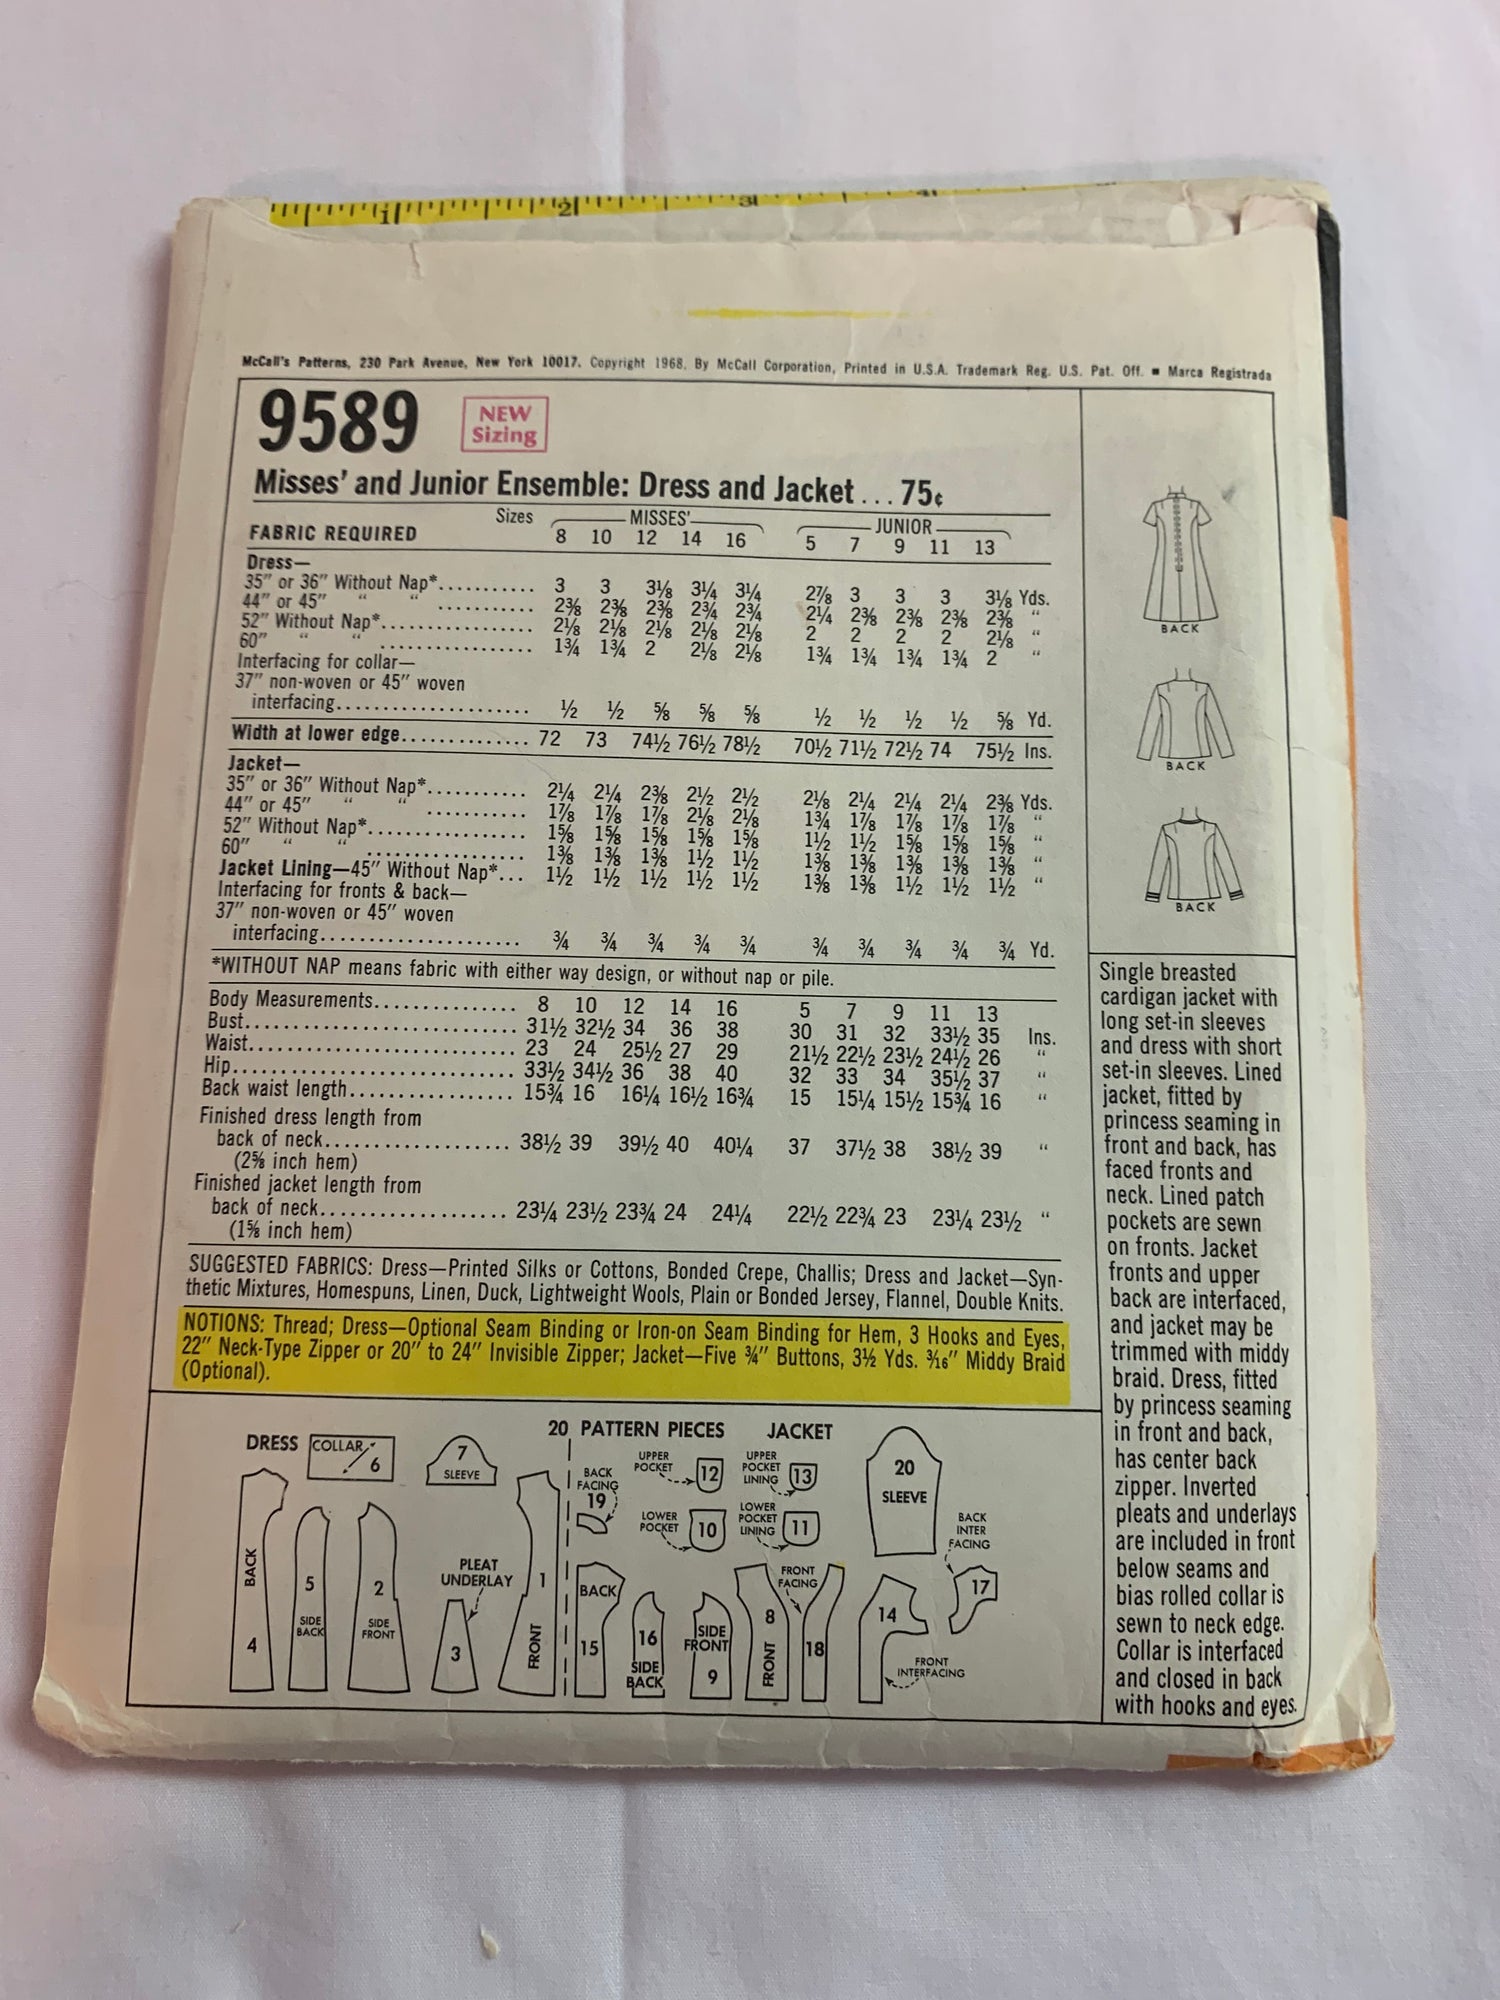 1 2 3 4
McCall's Patterns, 230 Park Avenue, New York 10017. Copyright 1968, By McCall Corporation, Printed in U.S.A. Trademark Reg. U.S. Pat. Off. ■ Marca Registrada
9589
NEW
Sizing
Misses' and Junior Ensemble: Dress and Jacket . . . 75¢
Sizes MISSES' JUNIOR
FABRIC REQUIRED 8 10 12 14 16 5 7 9 11 13
Dress—
35" or 36" Without Nap*........... 3 3 3⅛ 3¼ 3¼ 2⅞ 3 3 3 3⅛ Yds.
44" or 45" " " ........... 2⅜ 2⅜ 2⅜ 2¾ 2¾ 2¼ 2⅜ 2⅜ 2⅜ 2⅜ "
52" Without Nap*................. 2⅛ 2⅛ 2⅛ 2⅛ 2⅛ 2 2 2 2 2⅛ "
60" " " ................. 1¾ 1¾ 2 2⅛ 2⅛ 1¾ 1¾ 1¾ 1¾ 2 "
Interfacing for collar—
37" non-woven or 45" woven
interfacing...................... ½ ½ ⅝ ⅝ ⅝ ½ ½ ½ ½ ⅝ Yd.
Width at lower edge.............. 72 73 74½ 76½ 78½ 70½ 71½ 72½ 74 75½ Ins.
Jacket—
35" or 36" Without Nap*........... 2¼ 2¼ 2⅜ 2½ 2½ 2⅛ 2¼ 2¼ 2¼ 2⅜ Yds.
44" or 45" " " ........... 1⅞ 1⅞ 1⅞ 2⅛ 2⅛ 1¾ 1⅞ 1⅞ 1⅞ 1⅞ "
52" Without Nap*................. 1⅝ 1⅝ 1⅝ 1⅝ 1⅝ 1½ 1½ 1⅝ 1⅝ 1⅝ "
60" " " ................. 1⅜ 1⅜ 1⅜ 1½ 1½ 1⅜ 1⅜ 1⅜ 1⅜ 1⅜ "
Jacket Lining—45" Without Nap*... 1½ 1½ 1½ 1½ 1½ 1⅜ 1⅜ 1½ 1½ 1½ "
Interfacing for fronts & back—
37" non-woven or 45" woven
interfacing...................... ¾ ¾ ¾ ¾ ¾ ¾ ¾ ¾ ¾ ¾ Yd.
*WITHOUT NAP means fabric with either way design, or without nap or pile.
Body Measurements............... 8 10 12 14 16 5 7 9 11 13
Bust............................. 31½ 32½ 34 36 38 30 31 32 33½ 35 Ins.
Waist............................ 23 24 25½ 27 29 21½ 22½ 23½ 24½ 26 "
Hip.............................. 33½ 34½ 36 38 40 32 33 34 35½ 37 "
Back waist length................. 15¾ 16 16¼ 16½ 16¾ 15 15¼ 15½ 15¾ 16 "
Finished dress length from
back of neck.................... 38½ 39 39½ 40 40¼ 37 37½ 38 38½ 39 "
(2⅝ inch hem)
Finished jacket length from
back of neck.................... 23¼ 23½ 23¾ 24 24¼ 22½ 22¾ 23 23¼ 23½ "
(1⅝ inch hem)
SUGGESTED FABRICS: Dress—Printed Silks or Cottons, Bonded Crepe, Challis; Dress and Jacket—Syn-
thetic Mixtures, Homespuns, Linen, Duck, Lightweight Wools, Plain or Bonded Jersey, Flannel, Double Knits.
NOTIONS: Thread; Dress—Optional Seam Binding or Iron-on Seam Binding for Hem, 3 Hooks and Eyes,
22" Neck-Type Zipper or 20" to 24" Invisible Zipper; Jacket—Five ¾" Buttons, 3½ Yds. 3/16" Middy Braid
(Optional).
BACK
BACK
BACK
Single breasted
cardigan jacket with
long set-in sleeves
and dress with short
set-in sleeves. Lined
jacket, fitted by
princess seaming in
front and back, has
faced fronts and
neck. Lined patch
pockets are sewn
on fronts. Jacket
fronts and upper
back are interfaced,
and jacket may be
trimmed with middy
braid. Dress, fitted
by princess seaming
in front and back,
has center back
zipper. Inverted
pleats and underlays
are included in front
below seams and
bias rolled collar is
sewn to neck edge.
Collar is interfaced
and closed in back
with hooks and eyes.
20 PATTERN PIECES
DRESS
COLLAR
6
7
SLEEVE
BACK
4
5
SIDE
BACK
2
SIDE
FRONT
PLEAT
UNDERLAY
3
1
FRONT
JACKET
BACK
FACING
19
UPPER
POCKET
12
UPPER
POCKET
LINING
13
LOWER
POCKET
10
LOWER
POCKET
LINING
11
20
SLEEVE
BACK
INTER
FACING
17
BACK
15
16
SIDE
BACK
SIDE
FRONT
9
8
FRONT
FRONT
FACING
18
14
FRONT
INTERFACING